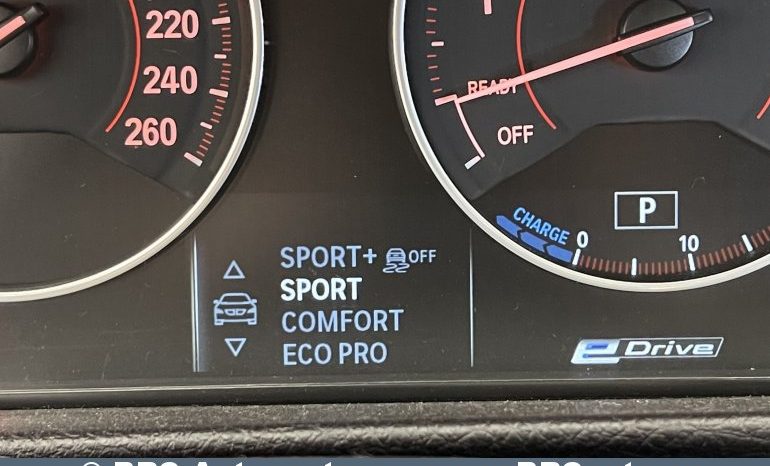 220
240
260
READY
OFF
CHARGE
0
10
P
SPORT+ OFF
SPORT
COMFORT
ECO PRO
eDrive